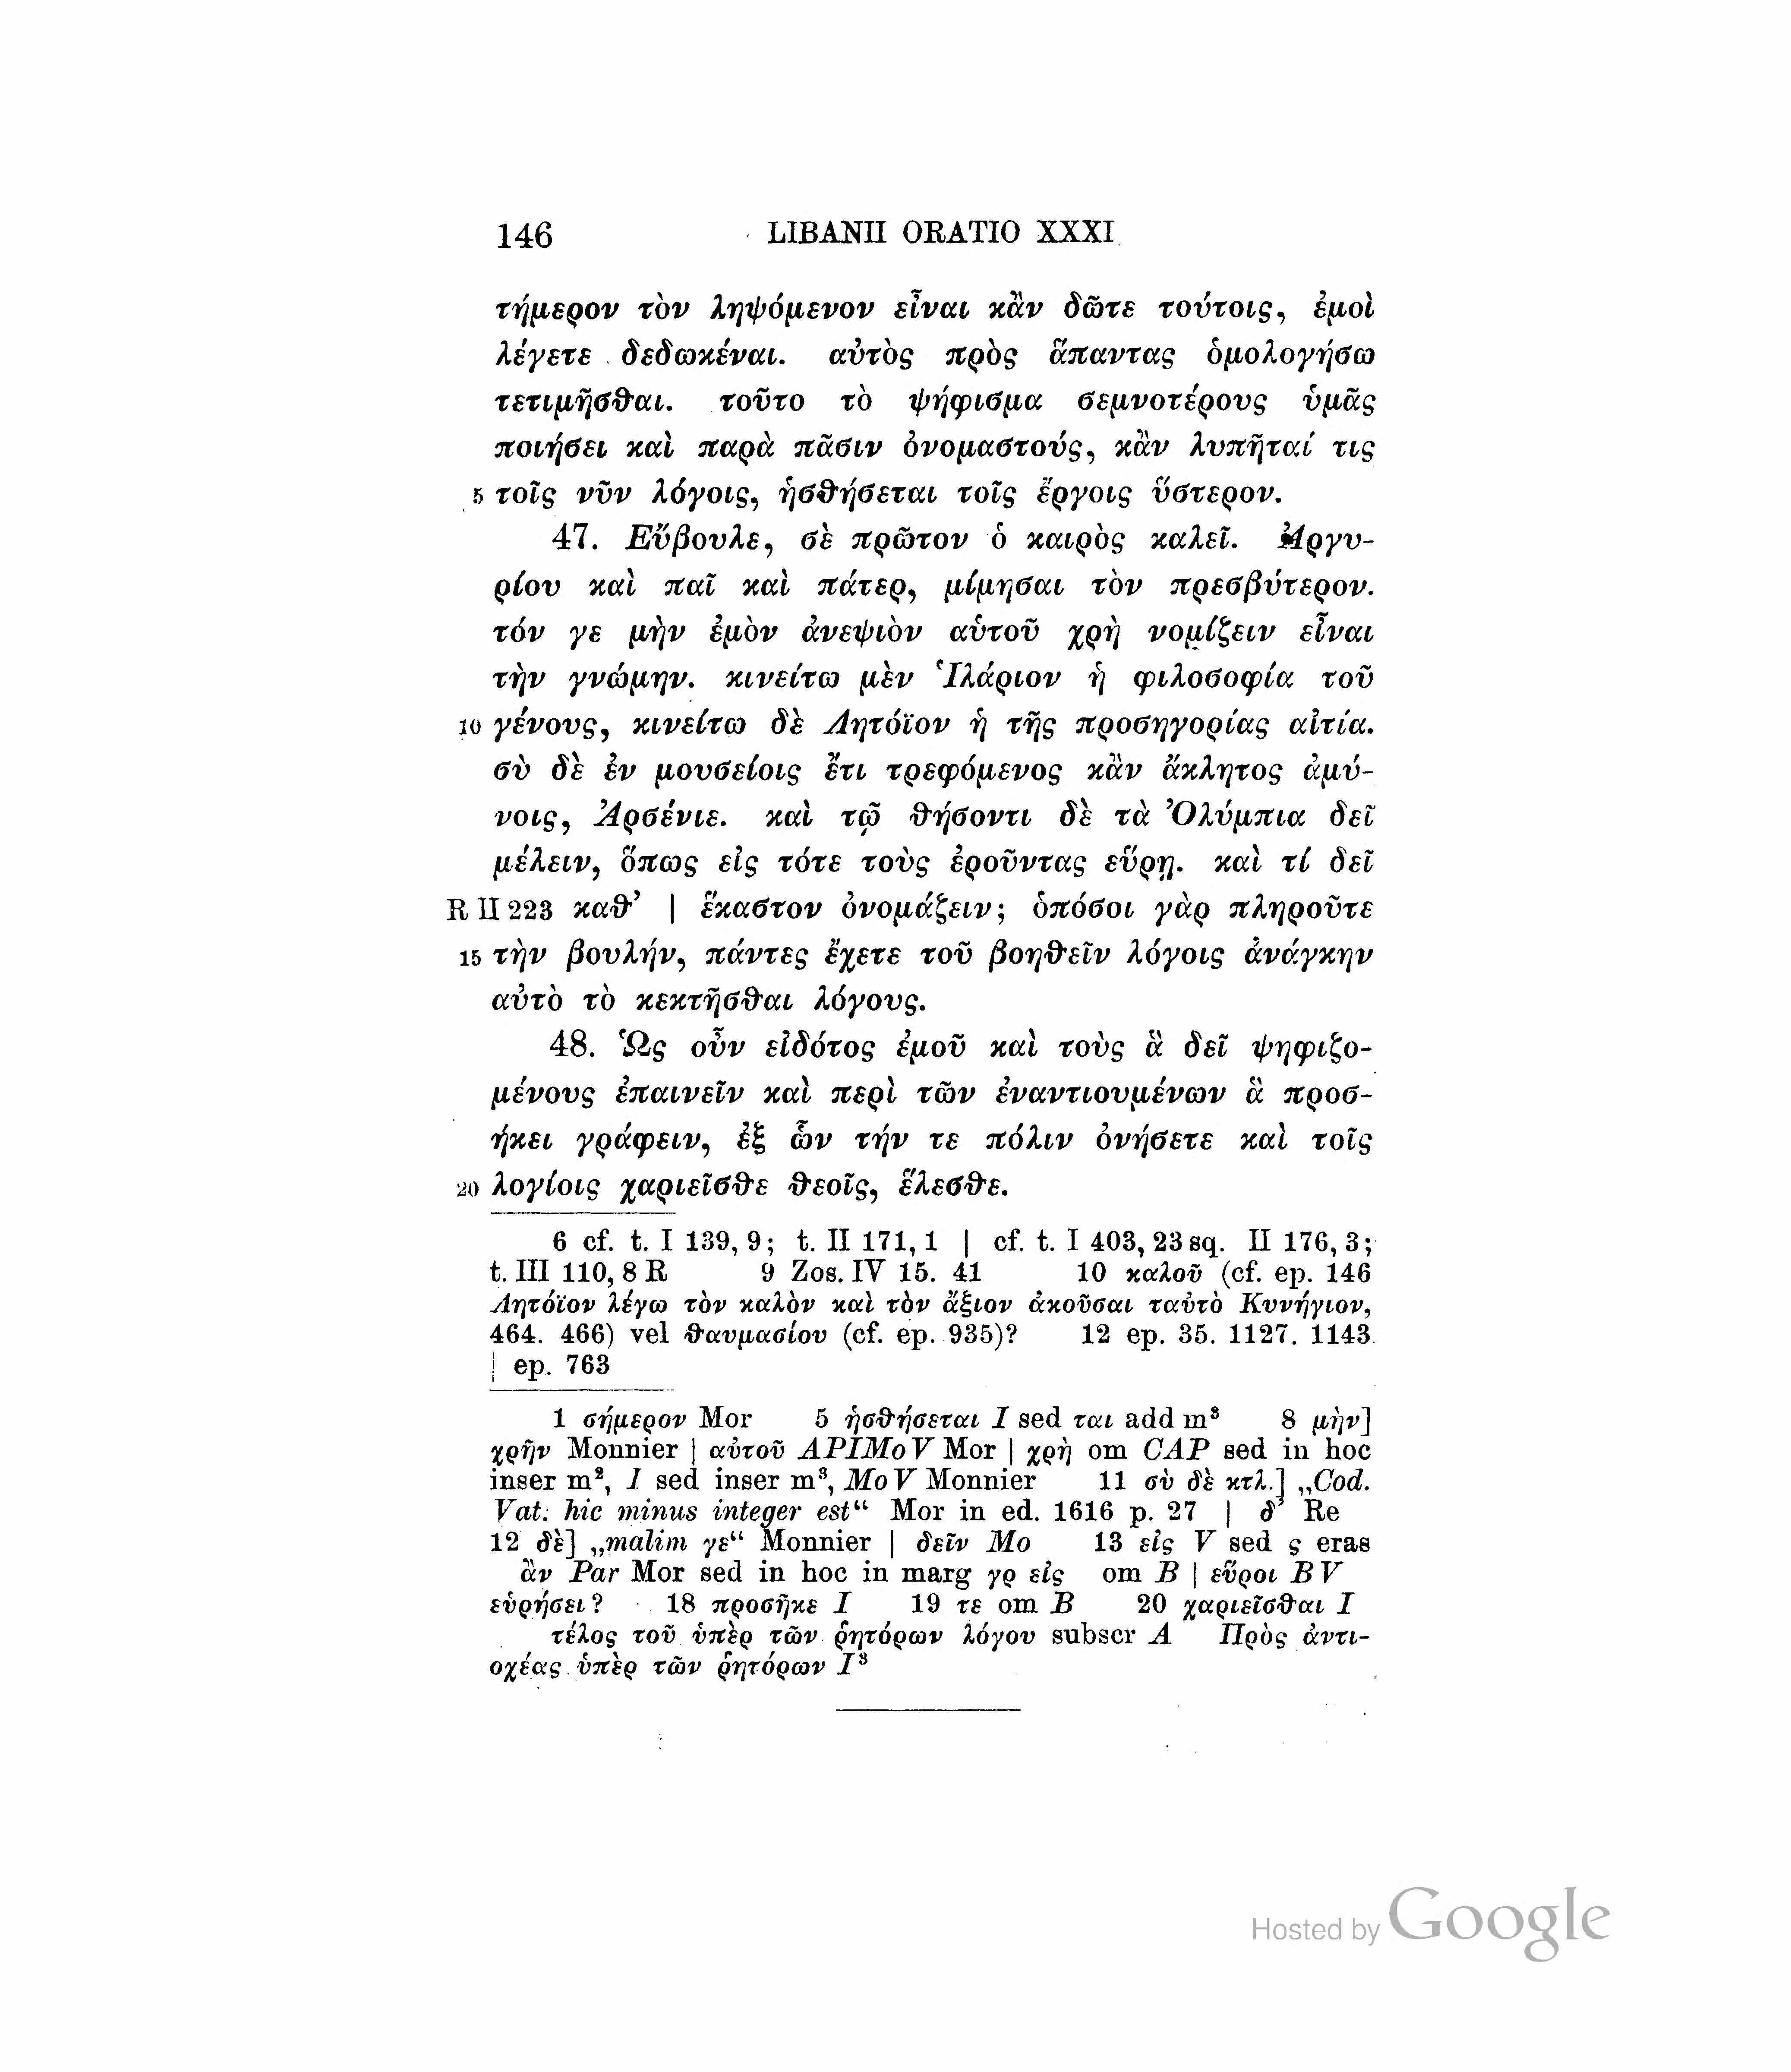 146 LIBANII ORATIO XXXI
τήμερον τὸν ληψόμενον εἶναι κἂν δῶτε τούτοις, ἐμοὶ
λέγετε δεδωκέναι. αὐτὸς πρὸς ἅπαντας ὁμολογήσω
τετιμῆσθαι. τοῦτο τὸ ψήφισμα σεμνοτέρους ὑμᾶς
ποιήσει καὶ παρὰ πᾶσιν ὀνομαστούς, κἂν λυπῆταί τις
5 τοῖς νῦν λόγοις, ἡσθήσεται τοῖς ἔργοις ὕστερον.
47. Εὔβουλε, σὲ πρῶτον ὁ καιρὸς καλεῖ. Ἀργυ-
ρίου καὶ παῖ καὶ πάτερ, μίμησαι τὸν πρεσβύτερον.
τόν γε μὴν ἐμὸν ἀνεψιὸν αὑτοῦ χρὴ νομίζειν εἶναι
τὴν γνώμην. κινείτω μὲν Ἱλάριον ἡ φιλοσοφία τοῦ
10 γένους, κινείτω δὲ Λητόϊον ἡ τῆς προσηγορίας αἰτία.
σὺ δὲ ἐν μουσείοις ἔτι τρεφόμενος κἂν ἄκλητος ἀμύ-
νοις, Ἀρσένιε. καὶ τῷ θήσοντι δὲ τὰ Ὀλύμπια δεῖ
μέλειν, ὅπως εἰς τότε τοὺς ἐροῦντας εὕρῃ. καὶ τί δεῖ
R II 223 καθ’ | ἕκαστον ὀνομάζειν; ὁπόσοι γὰρ πληροῦτε
15 τὴν βουλήν, πάντες ἔχετε τοῦ βοηθεῖν λόγοις ἀνάγκην
αὐτὸ τὸ κεκτῆσθαι λόγους.
48. Ὡς οὖν εἰδότος ἐμοῦ καὶ τοὺς ἃ δεῖ ψηφιζο-
μένους ἐπαινεῖν καὶ περὶ τῶν ἐναντιουμένων ἃ προσ-
ήκει γράφειν, ἐξ ὧν τήν τε πόλιν ὀνήσετε καὶ τοῖς
20 λογίοις χαριεῖσθε θεοῖς, ἕλεσθε.
6 cf. t. I 139, 9; t. II 171, 1 | cf. t. I 403, 23 sq. II 176, 3;
t. III 110, 8 R 9 Zos. IV 15. 41 10 καλοῦ (cf. ep. 146
Λητόϊον λέγω τὸν καλὸν καὶ τὸν ἄξιον ἀκοῦσαι ταὐτὸ Κυνήγιον,
464. 466) vel θαυμασίου (cf. ep. 935)? 12 ep. 35. 1127. 1143
| ep. 763
1 σήμερον Mor 5 ἡσθήσεται I sed ται add m³ 8 μὴν]
χρῆν Monnier | αὐτοῦ APIMoV Mor | χρὴ om CAP sed in hoc
inser m², I sed inser m³, MoV Monnier 11 σὺ δὲ κτλ.] „Cod.
Vat. hic minus integer est“ Mor in ed. 1616 p. 27 | δ’ Re
12 δὲ] „malim γε“ Monnier | δεῖν Mo 13 εἰς V sed ς eras
ἂν Par Mor sed in hoc in marg γρ εἰς om B | εὕροι BV
εὑρήσει? 18 προσῆκε I 19 τε om B 20 χαριεῖσθαι I
τέλος τοῦ ὑπὲρ τῶν ῥητόρων λόγου subscr A Πρὸς ἀντι-
οχέας ὑπὲρ τῶν ῥητόρων I³
Hosted by Google